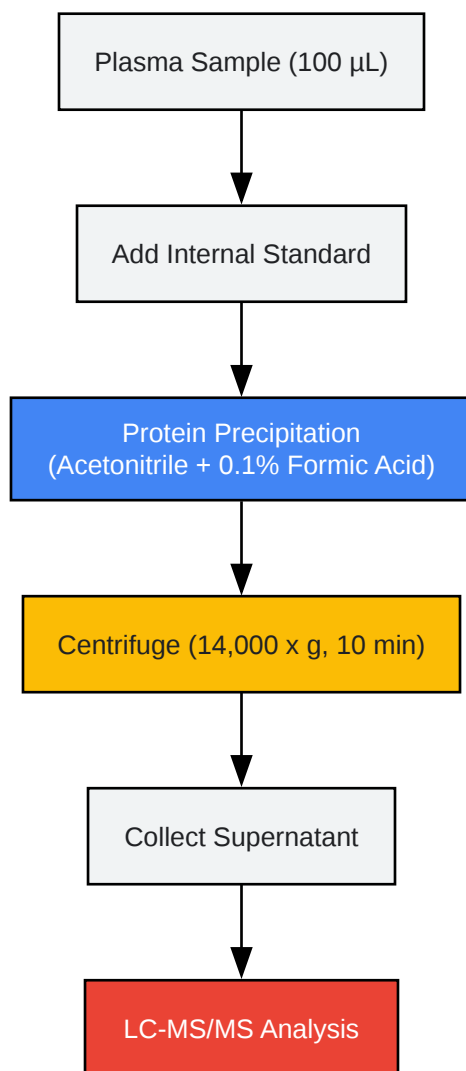 Plasma Sample (100 µL)
Add Internal Standard
Protein Precipitation
(Acetonitrile + 0.1% Formic Acid)
Centrifuge (14,000 x g, 10 min)
Collect Supernatant
LC-MS/MS Analysis